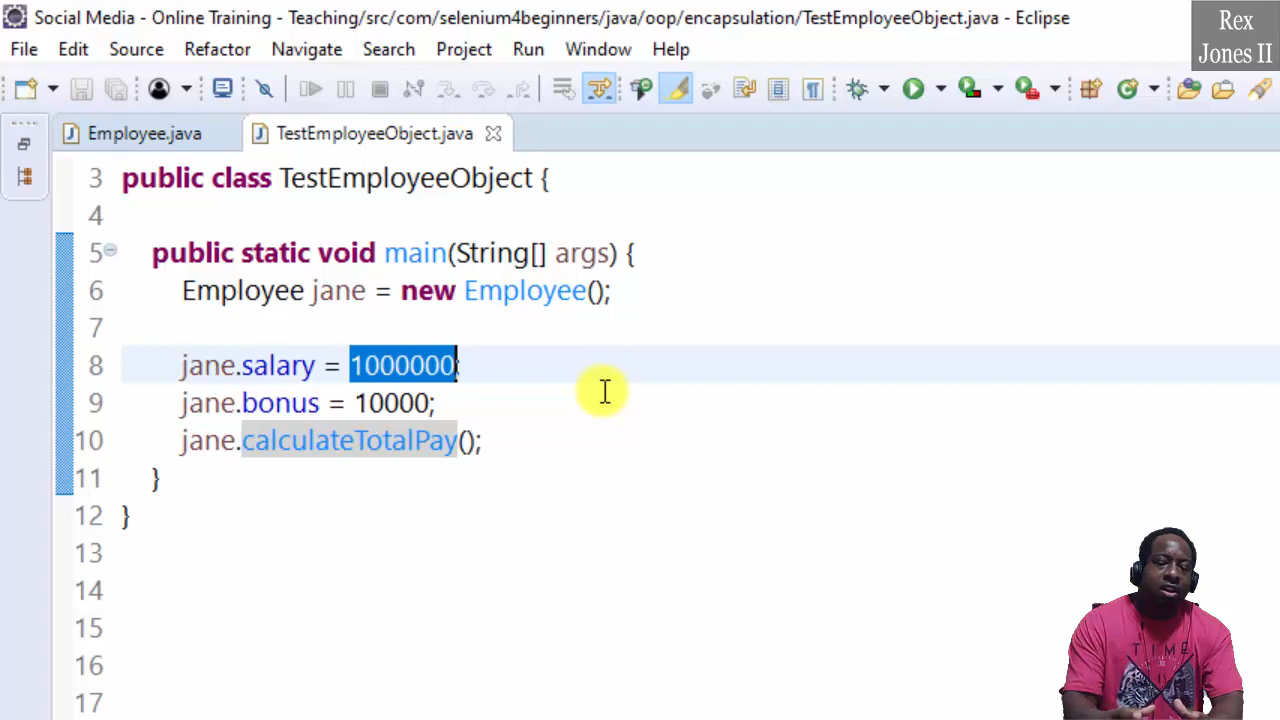 Social Media - Online Training - Teaching/src/com/selenium4beginners/java/oop/encapsulation/TestEmployeeObject.java - Eclipse
Rex
Jones II
File Edit Source Refactor Navigate Search Project Run Window Help
Employee.java TestEmployeeObject.java
3 public class TestEmployeeObject {
4
5 public static void main(String[] args) {
6 Employee jane = new Employee();
7
8 jane.salary = 1000000;
9 jane.bonus = 10000;
10 jane.calculateTotalPay();
11 }
12 }
13
14
15
16
17
TIME